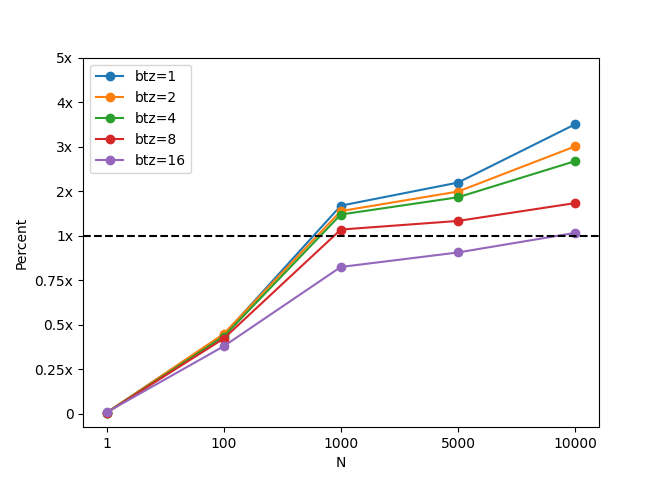 5x
4x
3x
2x
1x
0.75x
0.5x
0.25x
0
Percent
btz=1
btz=2
btz=4
btz=8
btz=16
1 100 1000 5000 10000
N